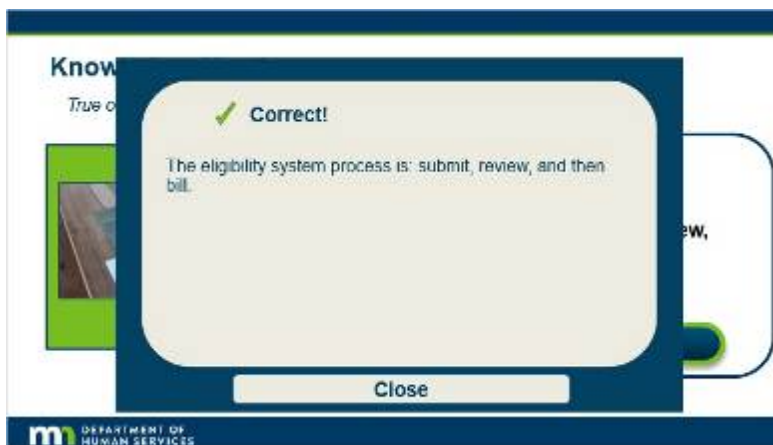 Know
True o
✓ Correct!
The eligibility system process is: submit, review, and then
bill.
ew,
Close
mn DEPARTMENT OF
HUMAN SERVICES